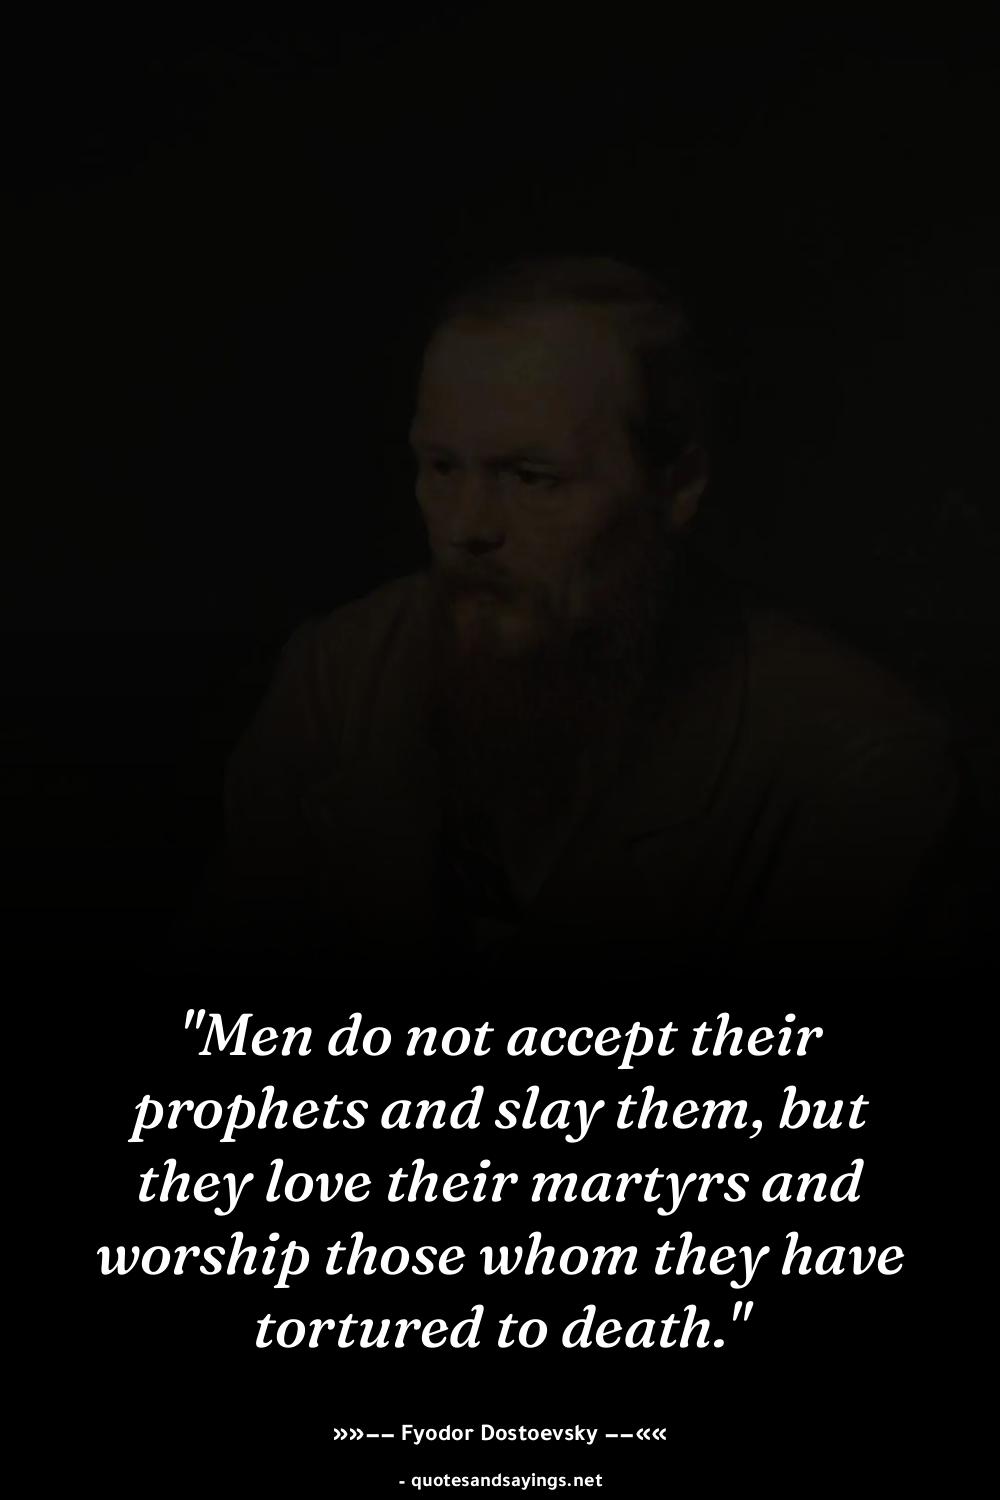 "Men do not accept their
prophets and slay them, but
they love their martyrs and
worship those whom they have
tortured to death."
»»-- Fyodor Dostoevsky --««
- quotesandsayings.net